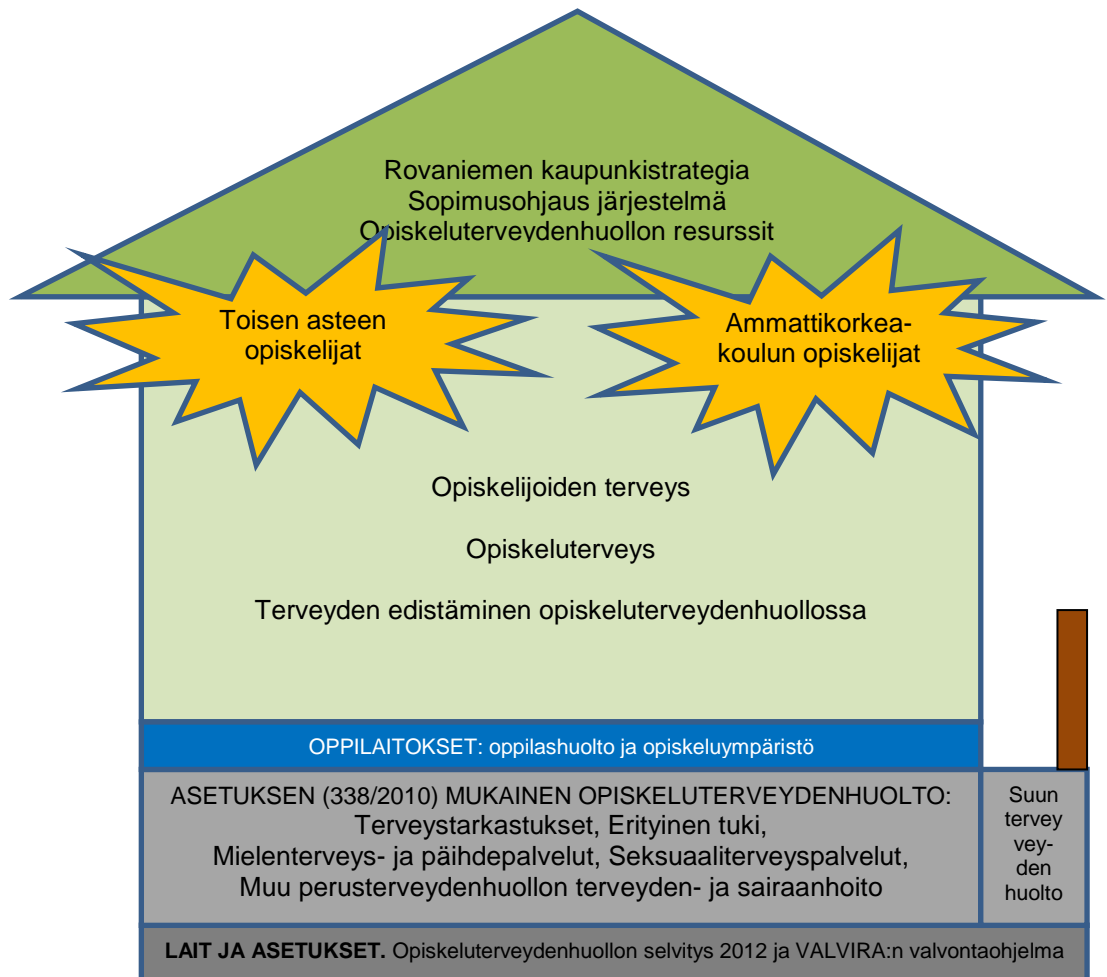 Rovaniemen kaupunkistrategia
Sopimusohjaus järjestelmä
Opiskeluterveydenhuollon resurssit
Toisen asteen
opiskelijat
Ammattikorkea-
koulun opiskelijat
Opiskelijoiden terveys
Opiskeluterveys
Terveyden edistäminen opiskeluterveydenhuollossa
OPPILAITOKSET: oppilashuolto ja opiskeluympäristö
ASETUKSEN (338/2010) MUKAINEN OPISKELUTERVEYDENHUOLTO:
Terveystarkastukset, Erityinen tuki,
Mielenterveys- ja päihdepalvelut, Seksuaaliterveyspalvelut,
Muu perusterveydenhuollon terveyden- ja sairaanhoito
Suun
tervey
vey-
den
huolto
LAIT JA ASETUKSET. Opiskeluterveydenhuollon selvitys 2012 ja VALVIRA:n valvontaohjelma